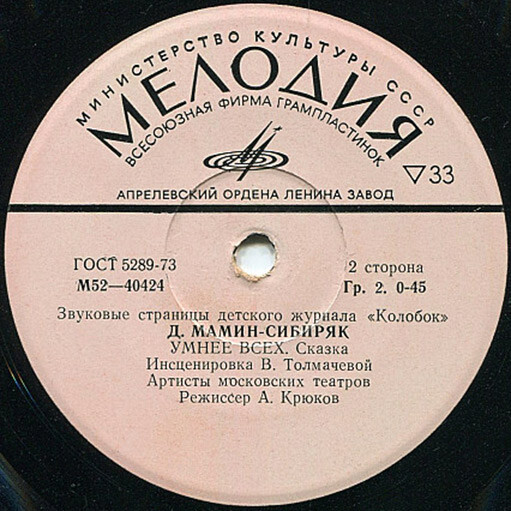 МИНИСТЕРСТВО КУЛЬТУРЫ СССР
МЕЛОДИЯ
ВСЕСОЮЗНАЯ ФИРМА ГРАМПЛАСТИНОК
▽33
АПРЕЛЕВСКИЙ ОРДЕНА ЛЕНИНА ЗАВОД
ГОСТ 5289-73 2 сторона
М52—40424 Гр. 2. 0-45
Звуковые страницы детского журнала «Колобок»
Д. МАМИН-СИБИРЯК
УМНЕЕ ВСЕХ. Сказка
Инсценировка В. Толмачевой
Артисты московских театров
Режиссер А. Крюков